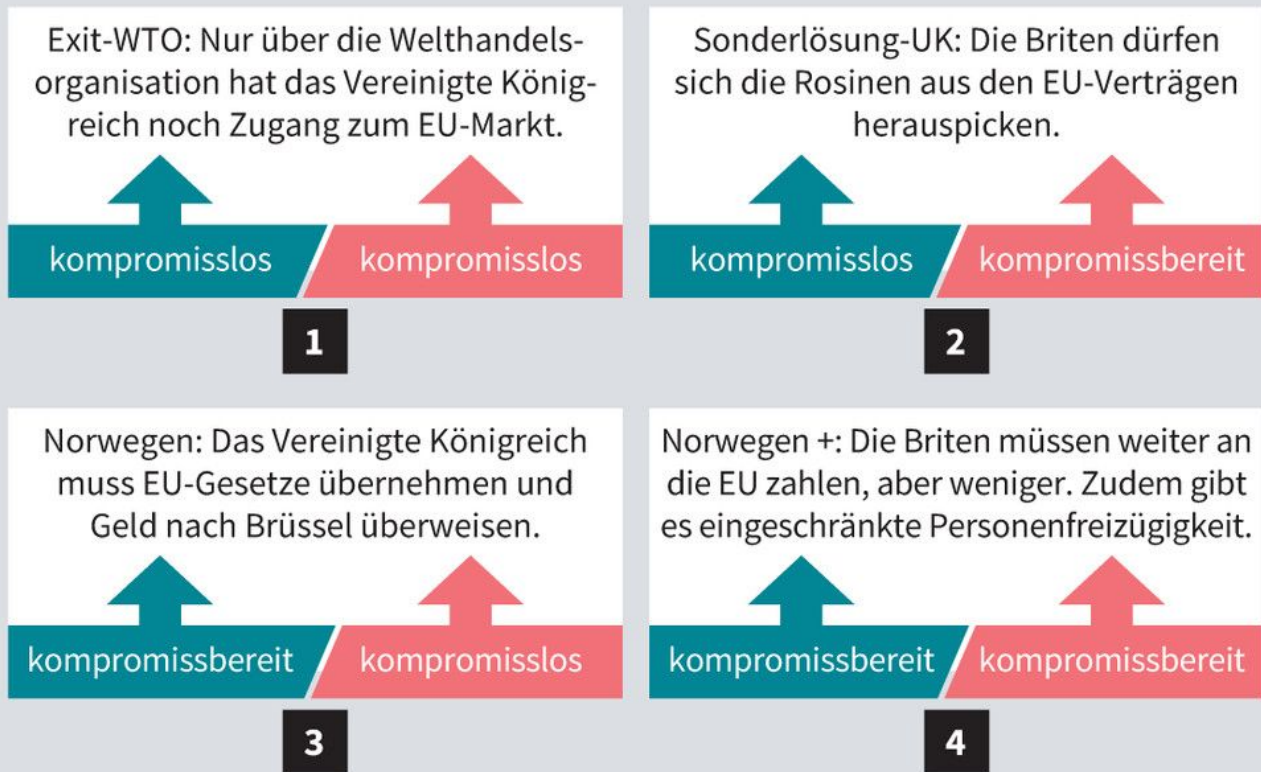 Exit-WTO: Nur über die Welthandels-
organisation hat das Vereinigte König-
reich noch Zugang zum EU-Markt.
kompromisslos
kompromisslos
1
Sonderlösung-UK: Die Briten dürfen
sich die Rosinen aus den EU-Verträgen
herauspicken.
kompromisslos
kompromissbereit
2
Norwegen: Das Vereinigte Königreich
muss EU-Gesetze übernehmen und
Geld nach Brüssel überweisen.
kompromissbereit
kompromisslos
3
Norwegen +: Die Briten müssen weiter an
die EU zahlen, aber weniger. Zudem gibt
es eingeschränkte Personenfreizügigkeit.
kompromissbereit
kompromissbereit
4